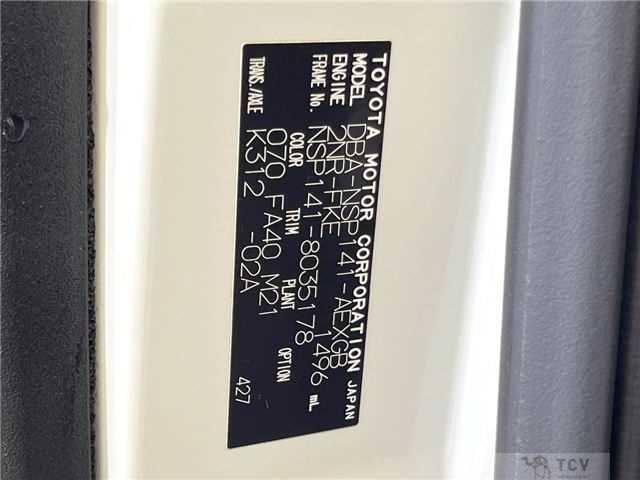 TOYOTA MOTOR CORPORATION JAPAN
MODEL DBA-NSP141-AEXGB
ENGINE 2NR-FKE 1496 mL
FRAME No. NSP141-8035178
COLOR TRIM PLANT OPTION
070 FA40 M21
TRANS./AXLE K312 -02A
427
TCV